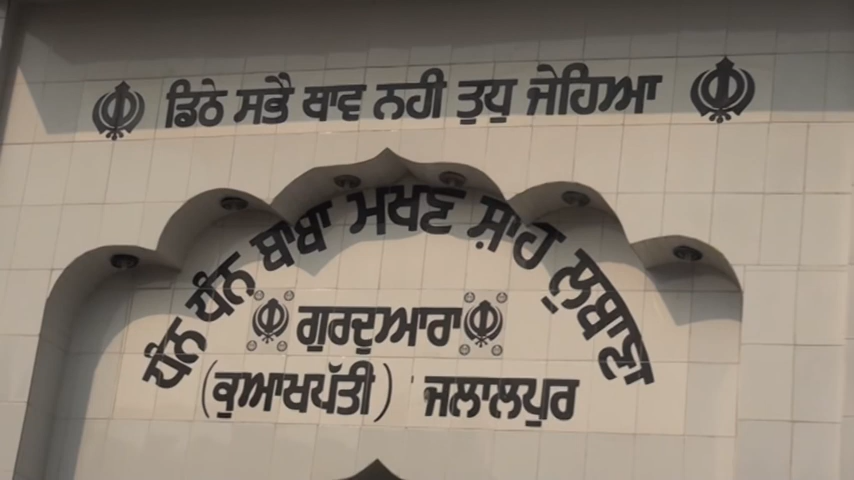 ਡਿਠੇ ਸਭੈ ਥਾਵ ਨਹੀ ਤੁਧੁ ਜੇਹਿਆ
ਧੰਨ ਧੰਨ ਬਾਬਾ ਮਖਣ ਸ਼ਾਹ ਲੁਬਾਣਾ
ਗੁਰਦੁਆਰਾ
(ਕੁਆਖਪੱਤੀ) ਜਲਾਲਪੁਰ